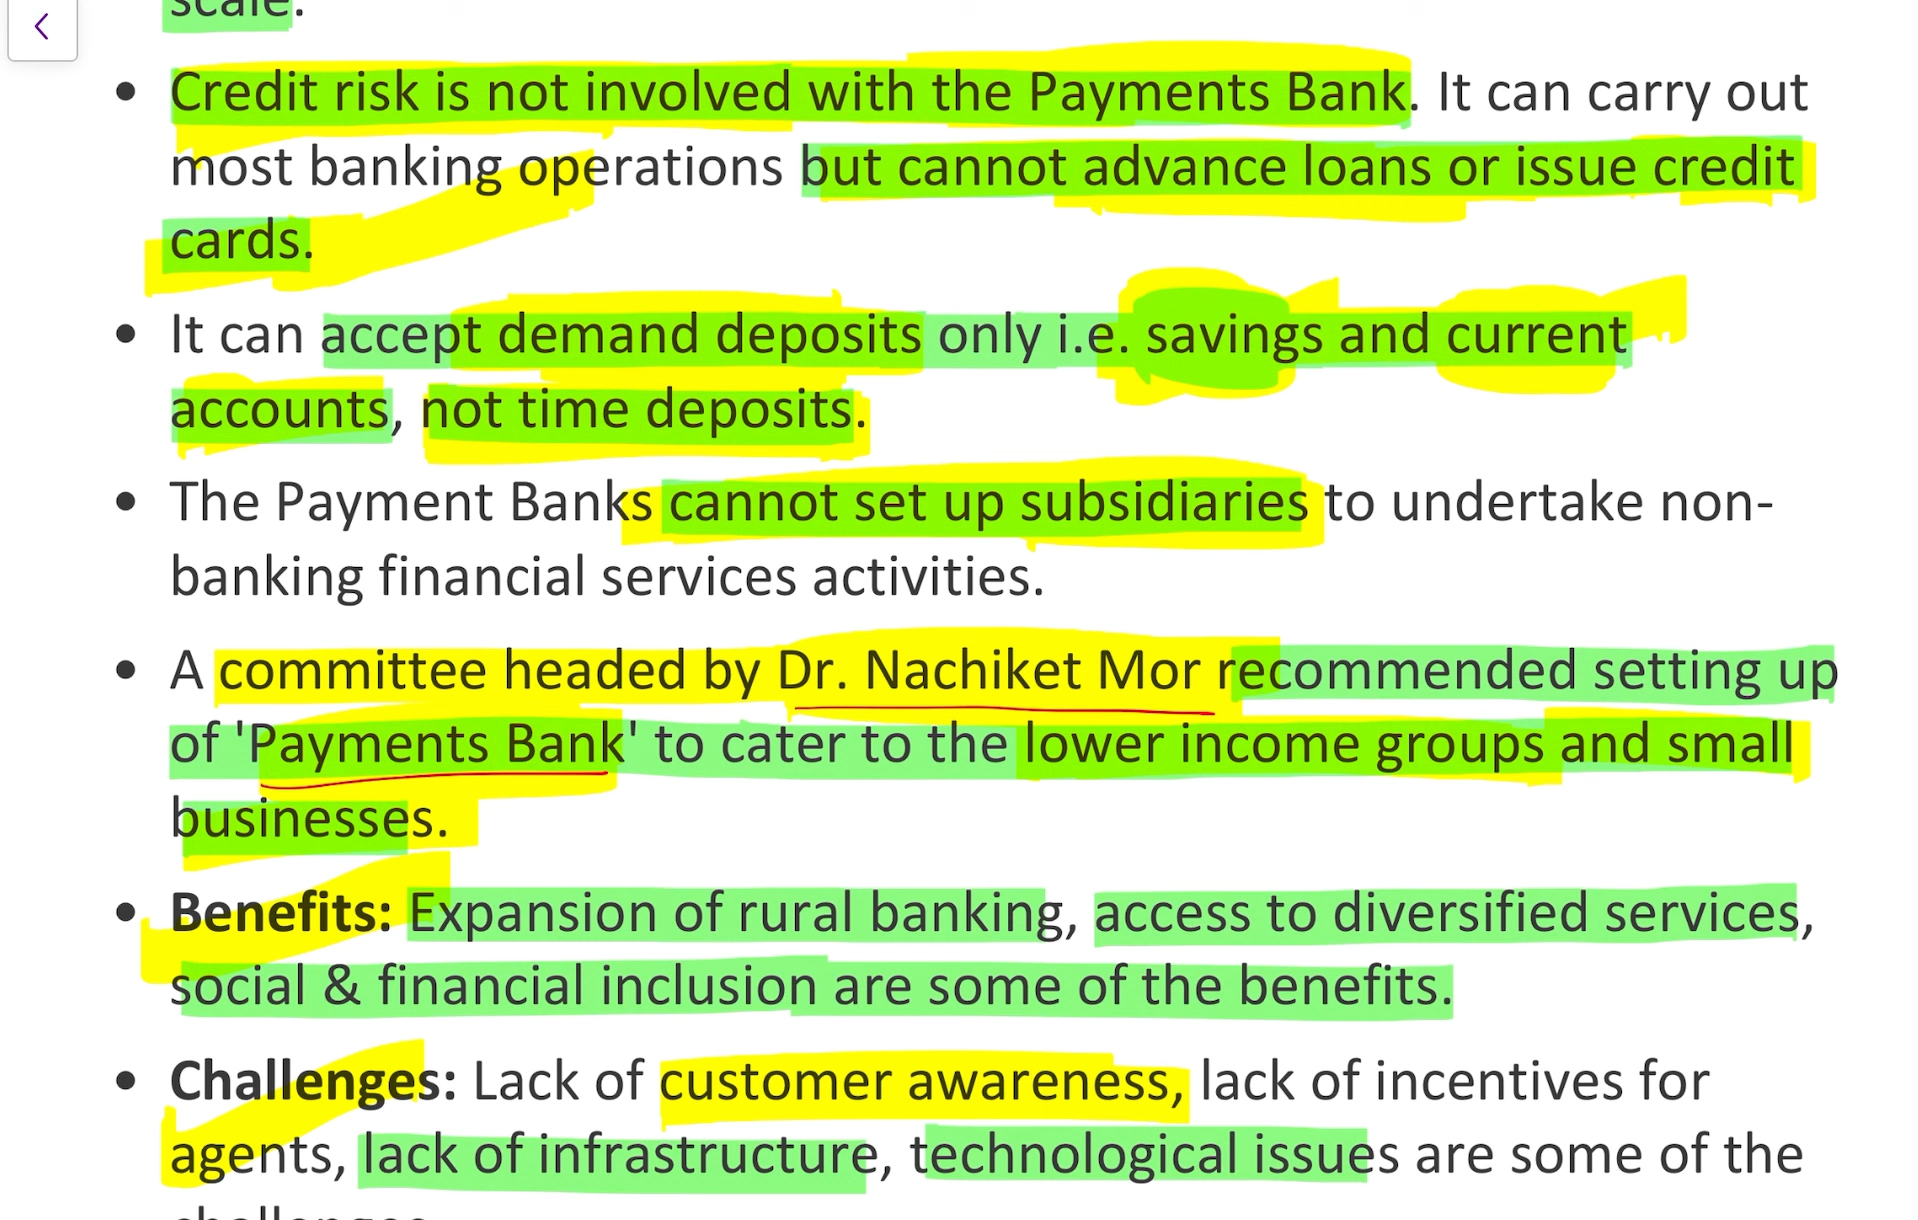 scale.
• Credit risk is not involved with the Payments Bank. It can carry out
most banking operations but cannot advance loans or issue credit
cards.
• It can accept demand deposits only i.e. savings and current
accounts, not time deposits.
• The Payment Banks cannot set up subsidiaries to undertake non-
banking financial services activities.
• A committee headed by Dr. Nachiket Mor recommended setting up
of 'Payments Bank' to cater to the lower income groups and small
businesses.
• Benefits: Expansion of rural banking, access to diversified services,
social & financial inclusion are some of the benefits.
• Challenges: Lack of customer awareness, lack of incentives for
agents, lack of infrastructure, technological issues are some of the
challenges.